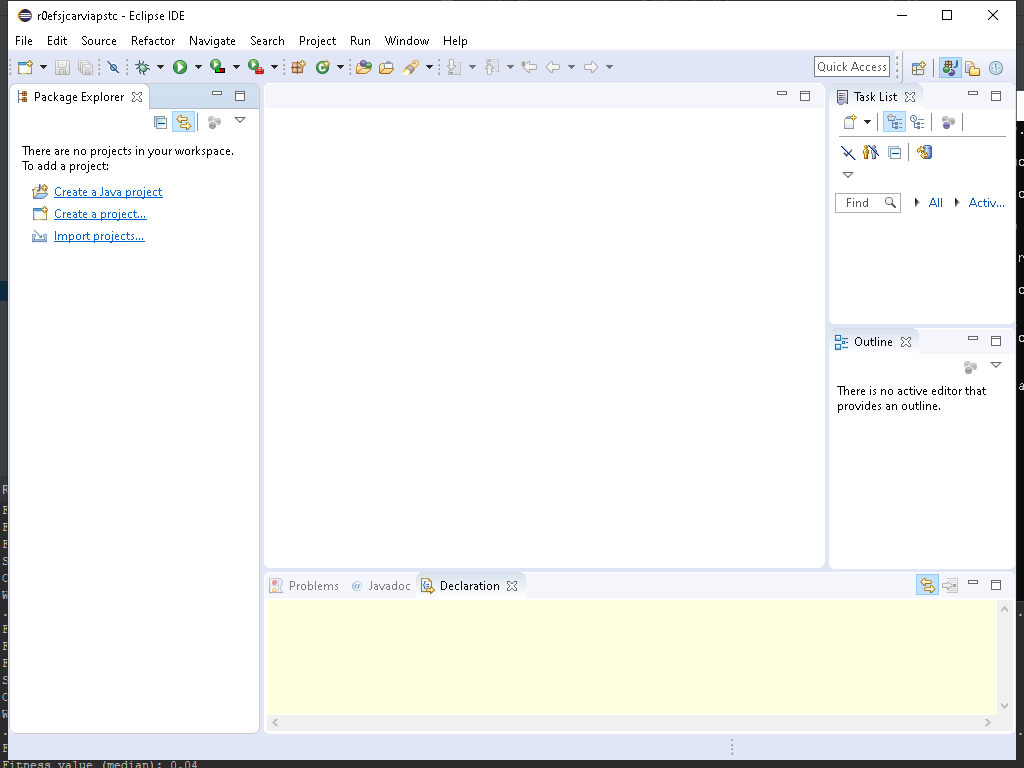 r0efsjcarviapstc - Eclipse IDE
File Edit Source Refactor Navigate Search Project Run Window Help
Quick Access
Package Explorer
Task List
There are no projects in your workspace.
To add a project:
Create a Java project
Create a project...
Import projects...
Find
All
Activ...
Outline
There is no active editor that
provides an outline.
Problems @ Javadoc Declaration
Fitness value (median): 0.04